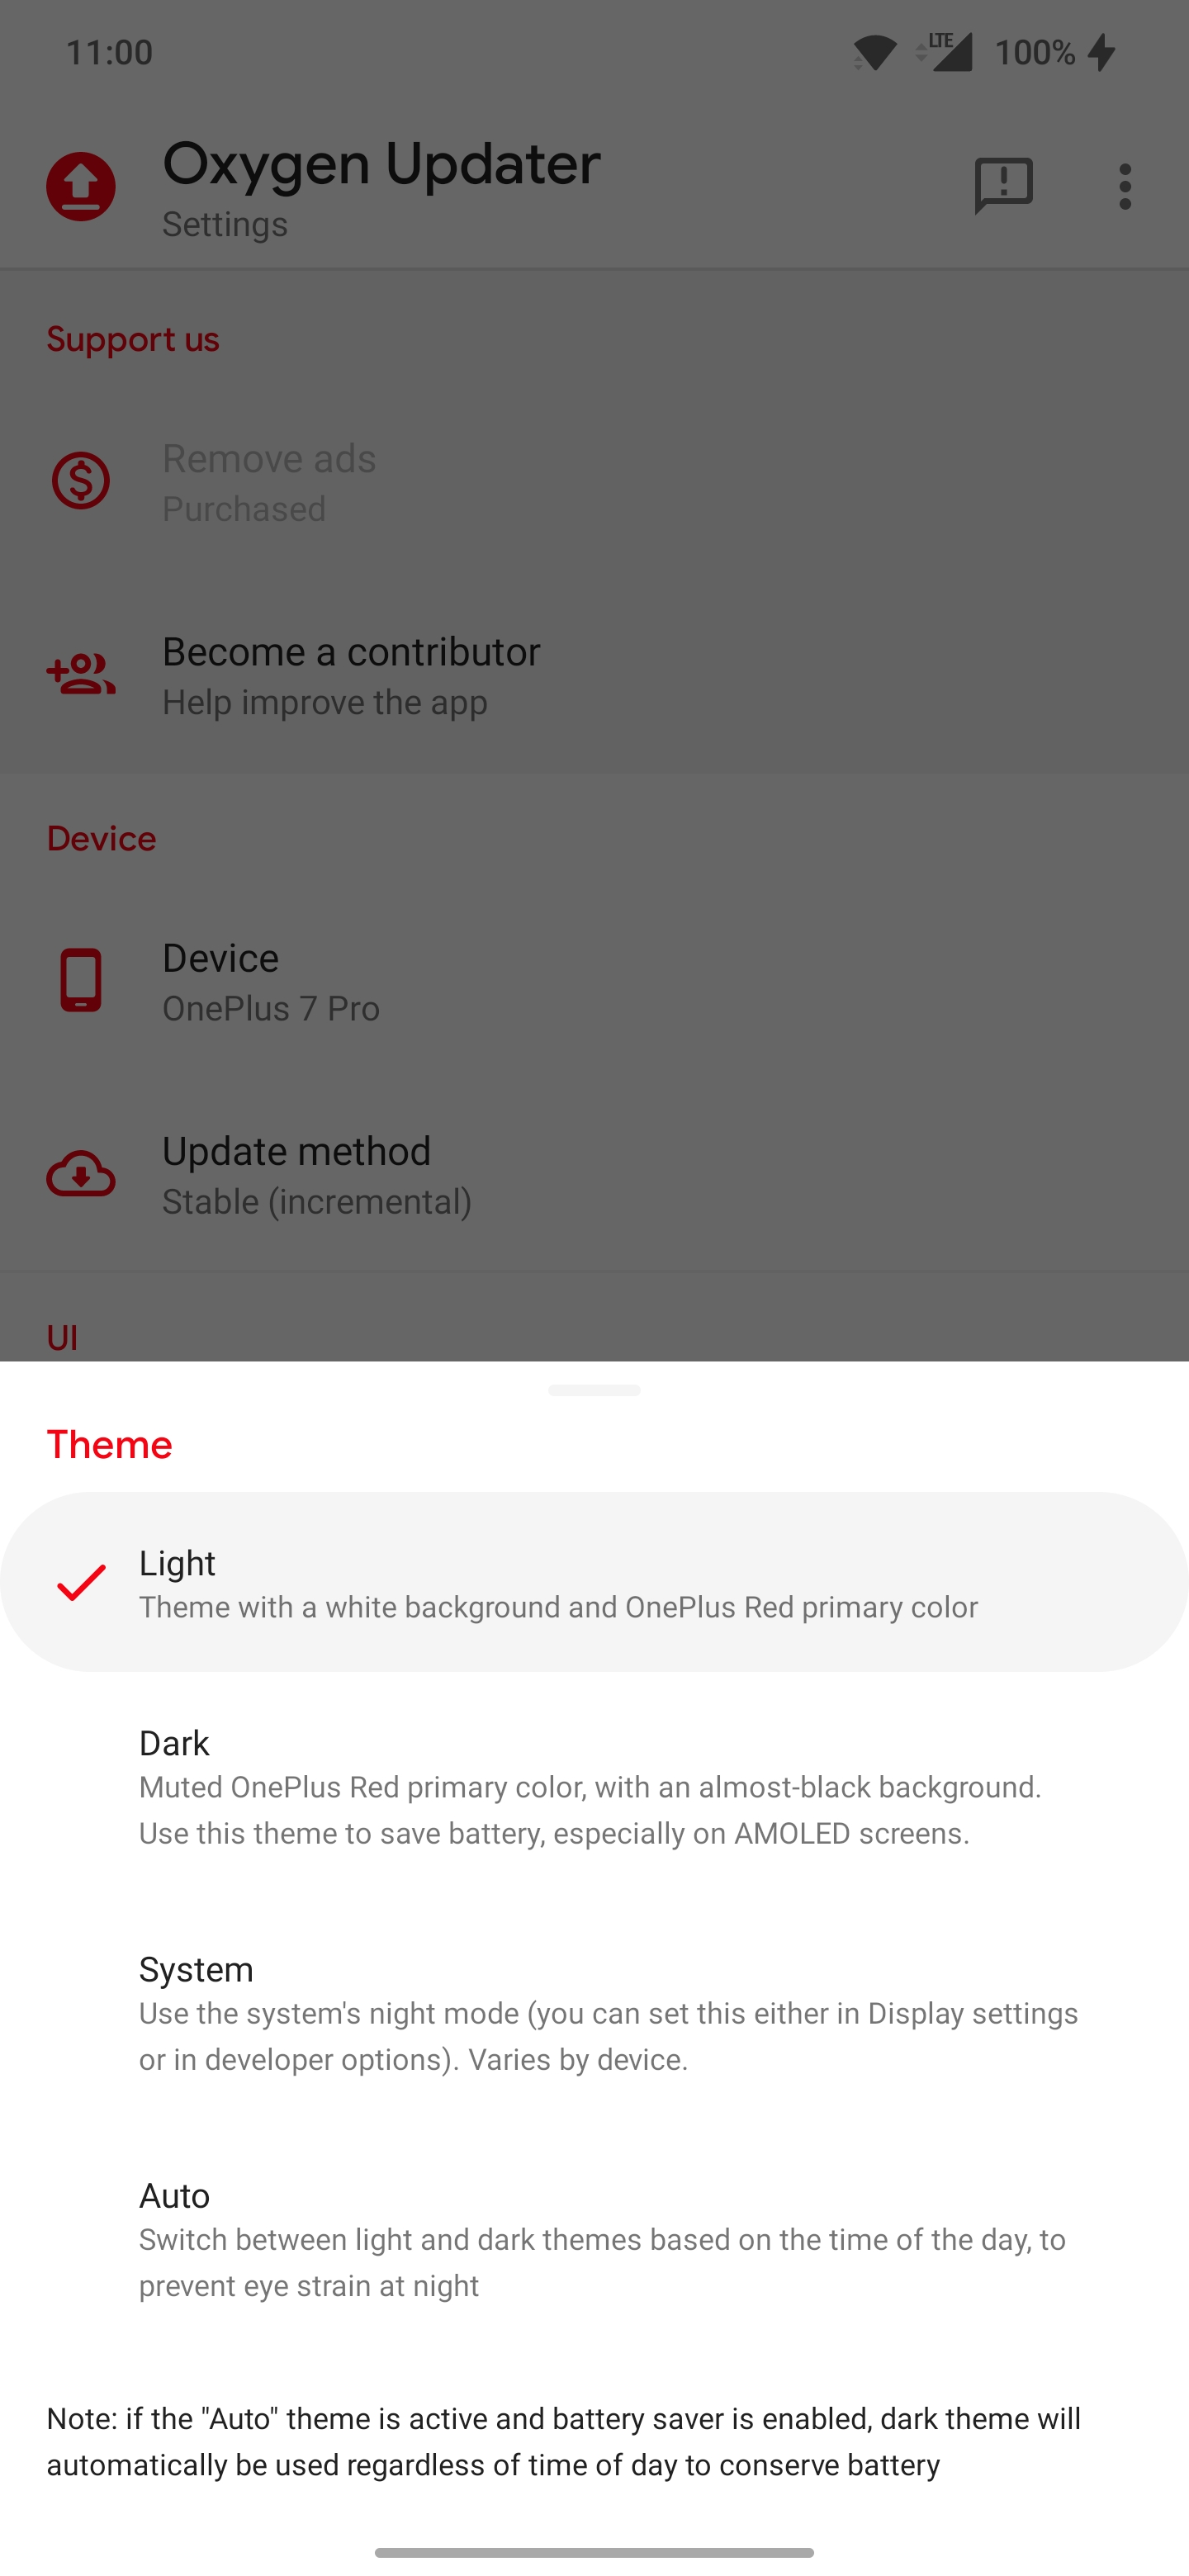 11:00
LTE
100%
Oxygen Updater
Settings
Support us
Remove ads
Purchased
Become a contributor
Help improve the app
Device
Device
OnePlus 7 Pro
Update method
Stable (incremental)
UI
Theme
Light
Theme with a white background and OnePlus Red primary color
Dark
Muted OnePlus Red primary color, with an almost-black background.
Use this theme to save battery, especially on AMOLED screens.
System
Use the system's night mode (you can set this either in Display settings
or in developer options). Varies by device.
Auto
Switch between light and dark themes based on the time of the day, to
prevent eye strain at night
Note: if the "Auto" theme is active and battery saver is enabled, dark theme will
automatically be used regardless of time of day to conserve battery